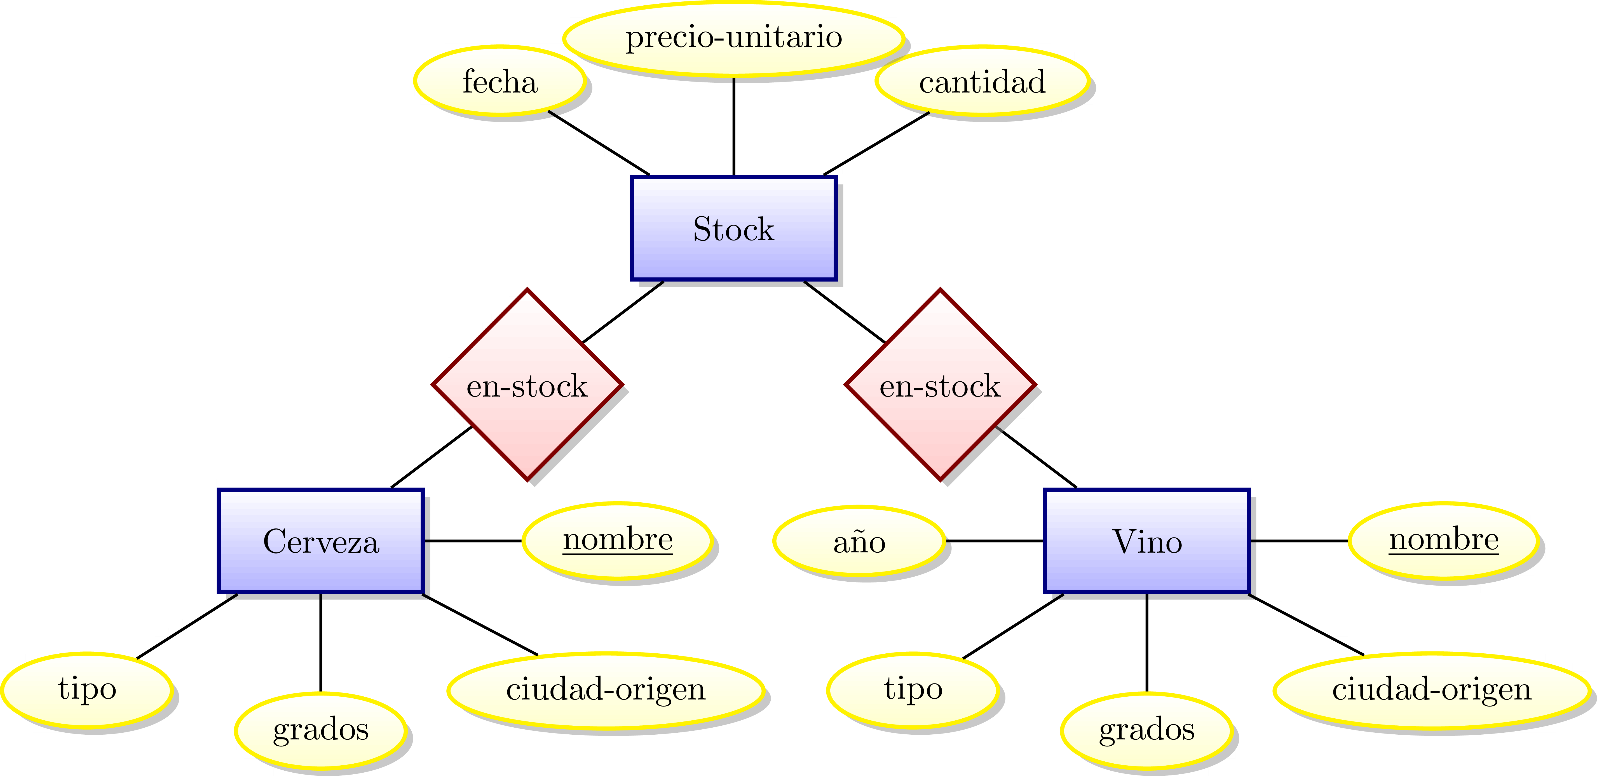 precio-unitario
fecha
cantidad
Stock
en-stock
en-stock
Cerveza
nombre
año
Vino
nombre
tipo
ciudad-origen
tipo
ciudad-origen
grados
grados